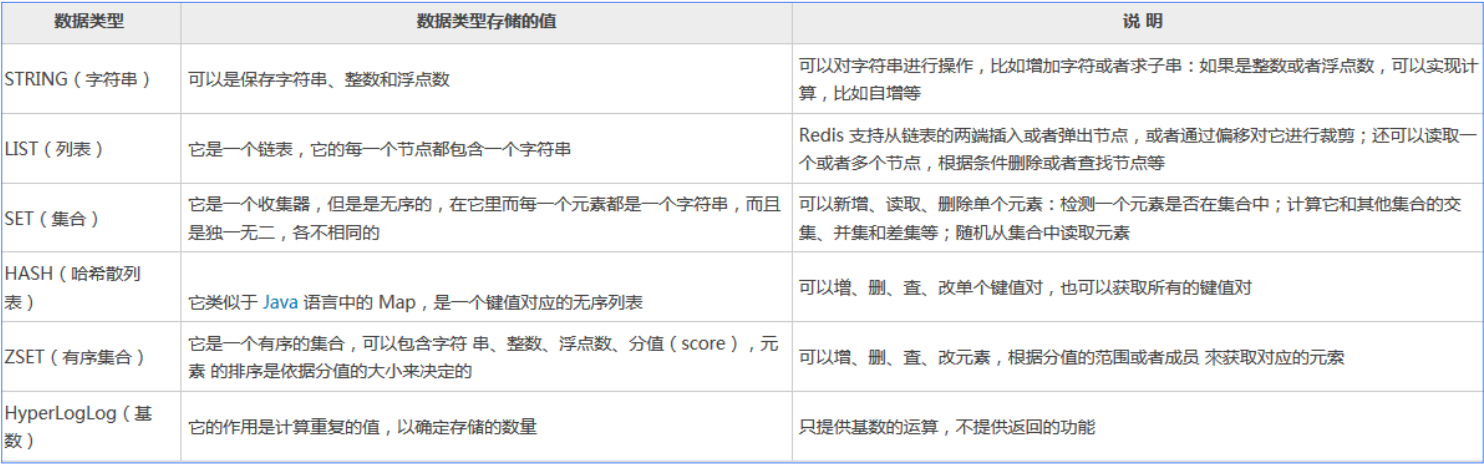 数据类型 数据类型存储的值 说 明
STRING（字符串） 可以是保存字符串、整数和浮点数 可以对字符串进行操作，比如增加字符或者求子串：如果是整数或者浮点数，可以实现计
算，比如自增等
LIST（列表） 它是一个链表，它的每一个节点都包含一个字符串 Redis 支持从链表的两端插入或者弹出节点，或者通过偏移对它进行裁剪；还可以读取一
个或者多个节点，根据条件删除或者查找节点等
SET（集合） 它是一个收集器，但是是无序的，在它里而每一个元素都是一个字符串，而且
是独一无二，各不相同的
可以新增、读取、删除单个元素：检测一个元素是否在集合中；计算它和其他集合的交
集、并集和差集等；随机从集合中读取元素
HASH（哈希散列
表）
它类似于 Java 语言中的 Map，是一个键值对应的无序列表
可以増、删、査、改单个键值对，也可以获取所有的键值对
ZSET（有序集合） 它是一个有序的集合，可以包含字符 串、整数、浮点数、分值（score），元
素 的排序是依据分值的大小来决定的
可以增、删、査、改元素，根据分值的范围或者成员 來获取对应的元索
HyperLogLog（基
数）
它的作用是计算重复的值，以确定存储的数量
只提供基数的运算，不提供返回的功能